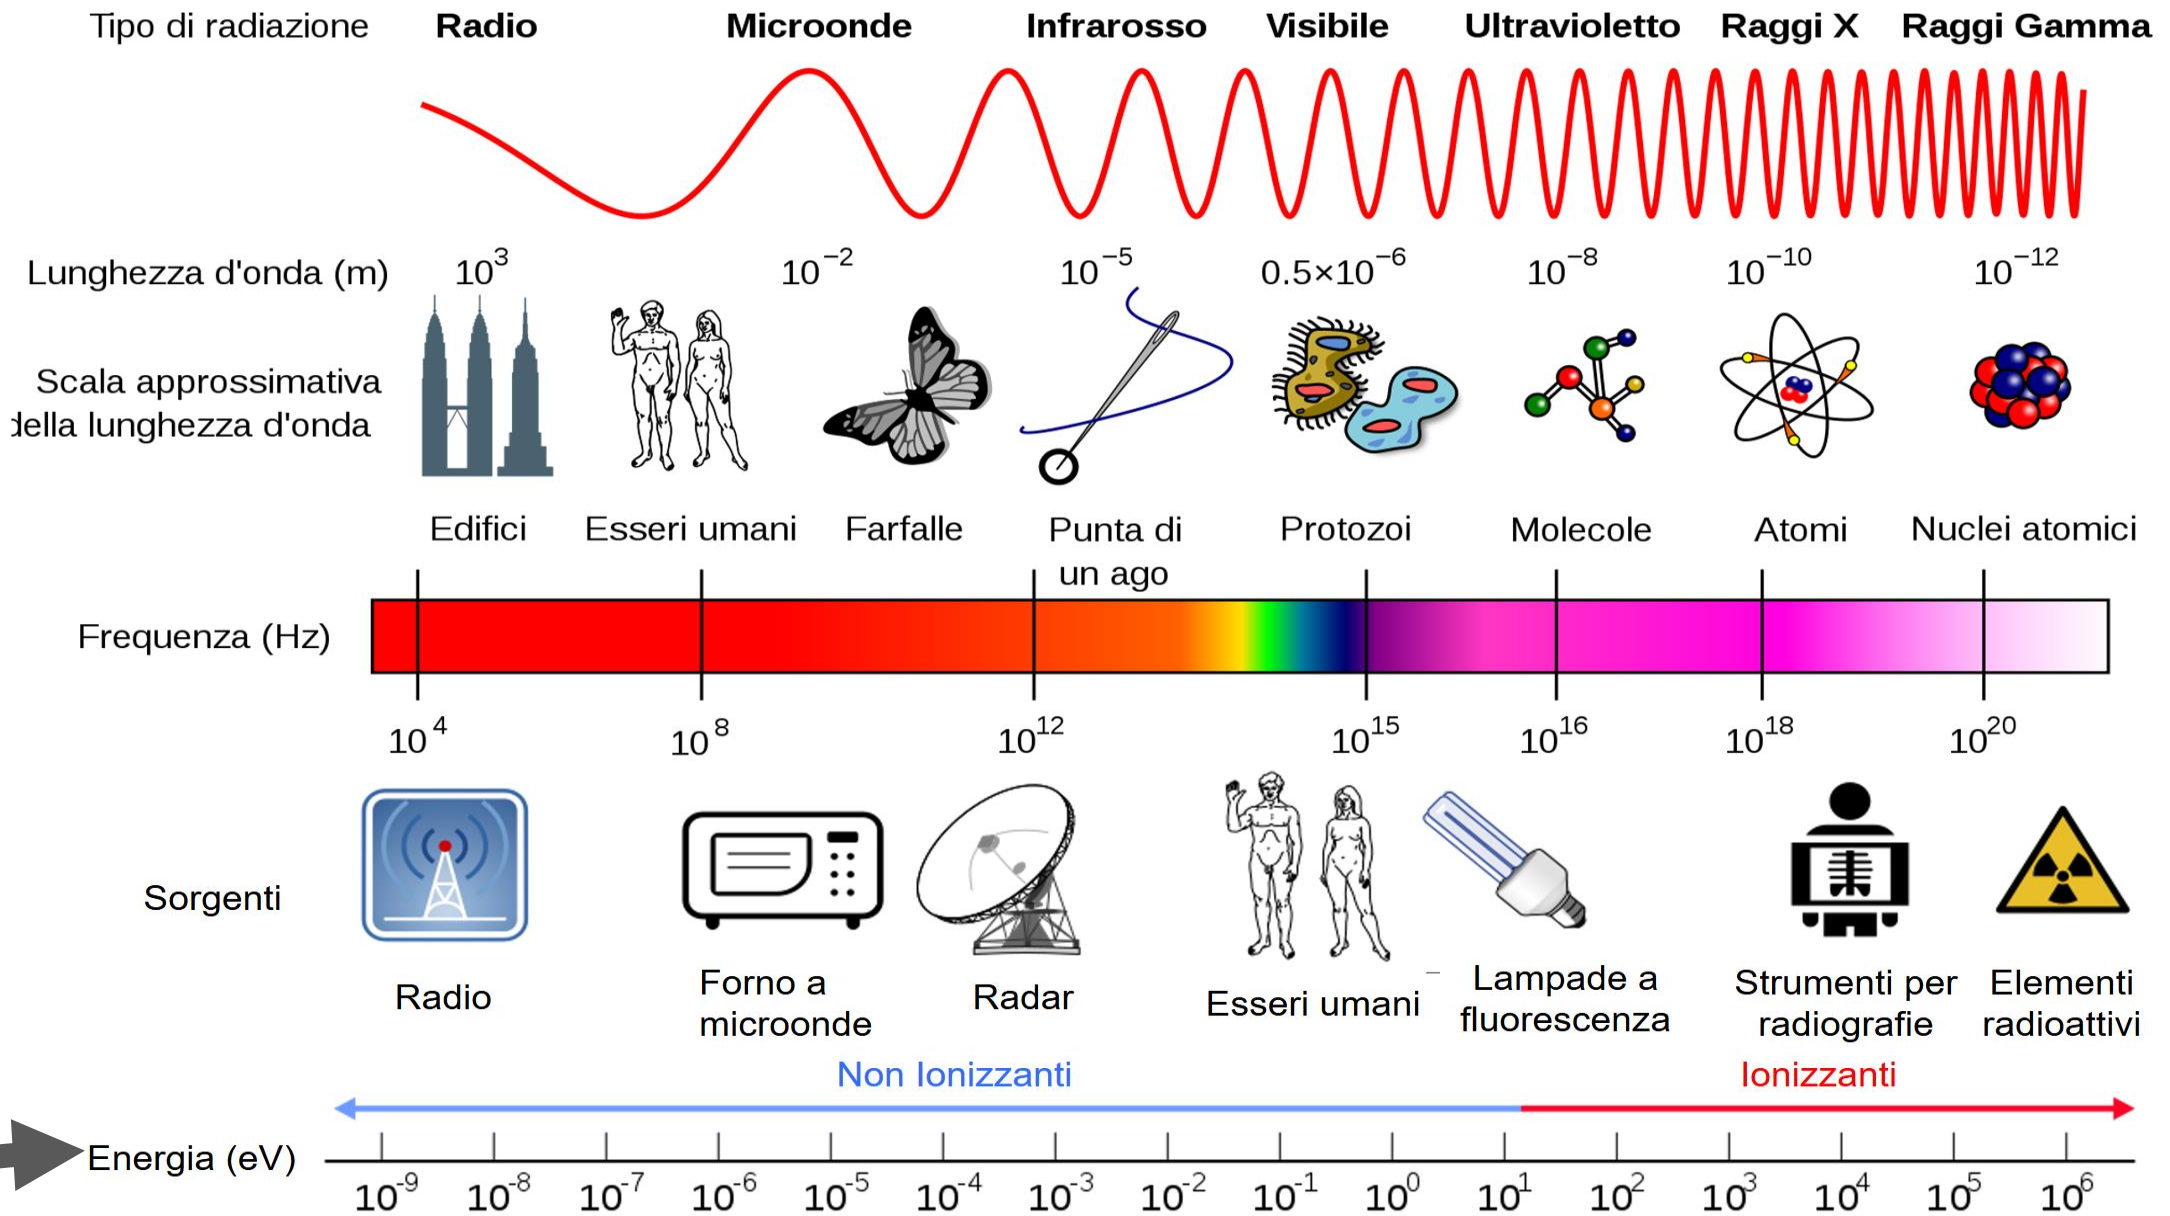 Tipo di radiazione Radio Microonde Infrarosso Visibile Ultravioletto Raggi X Raggi Gamma
Lunghezza d'onda (m) 10³ 10⁻² 10⁻⁵ 0.5×10⁻⁶ 10⁻⁸ 10⁻¹⁰ 10⁻¹²
Scala approssimativa
della lunghezza d'onda
Edifici Esseri umani Farfalle Punta di un ago Protozoi Molecole Atomi Nuclei atomici
Frequenza (Hz)
10⁴ 10⁸ 10¹² 10¹⁵ 10¹⁶ 10¹⁸ 10²⁰
Sorgenti
Radio
Forno a
microonde
Radar
Esseri umani
Lampade a
fluorescenza
Strumenti per
radiografie
Elementi
radioattivi
Non Ionizzanti Ionizzanti
Energia (eV)
10⁻⁹ 10⁻⁸ 10⁻⁷ 10⁻⁶ 10⁻⁵ 10⁻⁴ 10⁻³ 10⁻² 10⁻¹ 10⁰ 10¹ 10² 10³ 10⁴ 10⁵ 10⁶